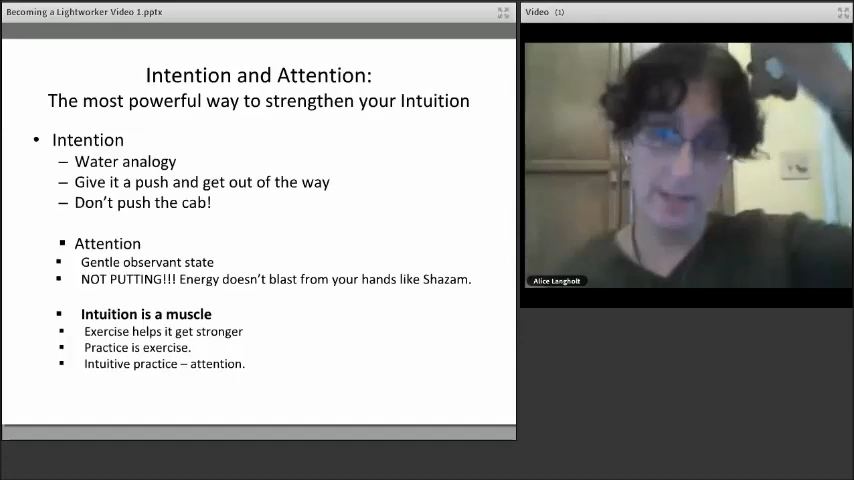 Becoming a Lightworker Video 1.pptx
Video (1)
Intention and Attention:
The most powerful way to strengthen your Intuition
• Intention
– Water analogy
– Give it a push and get out of the way
– Don't push the cab!
▪ Attention
▪ Gentle observant state
▪ NOT PUTTING!!! Energy doesn't blast from your hands like Shazam.
▪ Intuition is a muscle
▪ Exercise helps it get stronger
▪ Practice is exercise.
▪ Intuitive practice – attention.
Alice Langholt